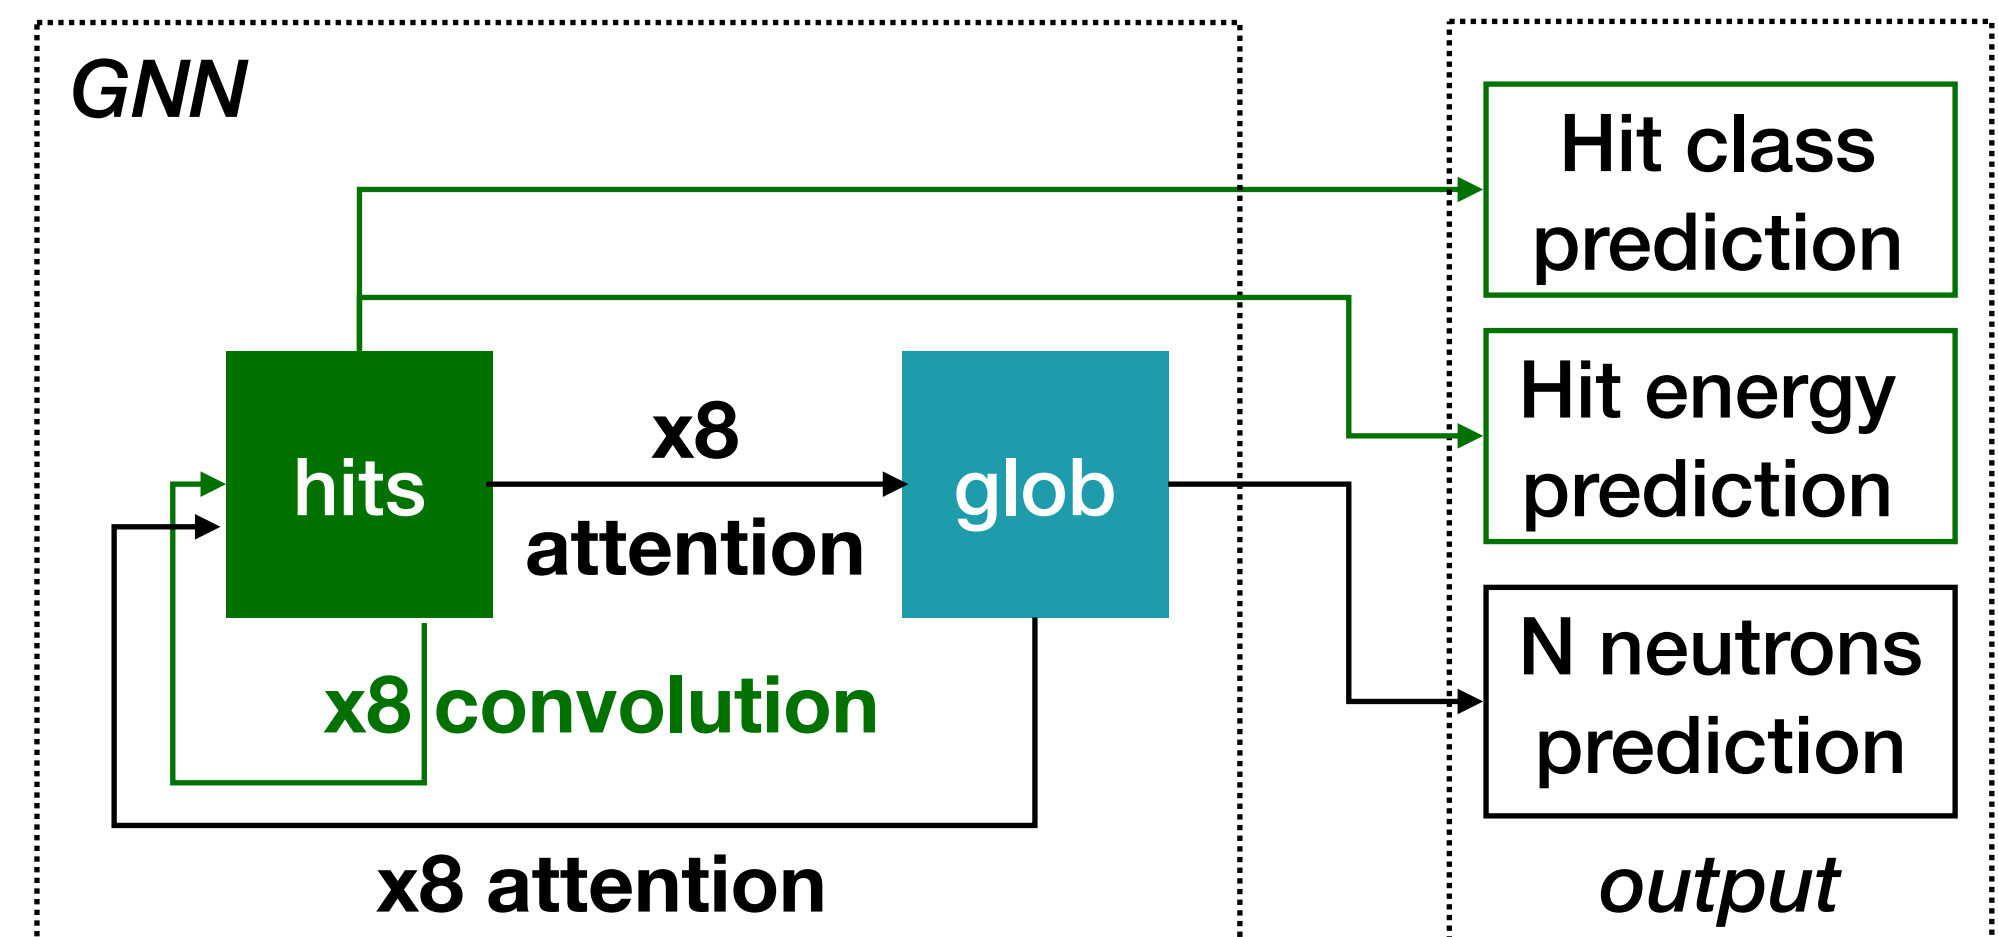 GNN
Hit class
prediction
Hit energy
prediction
x8
hits
glob
attention
N neutrons
prediction
x8 convolution
x8 attention
output